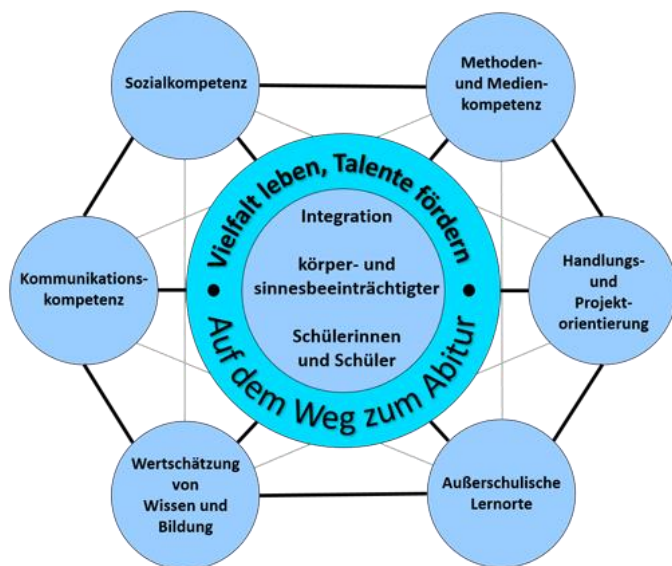 Sozialkompetenz
Methoden-
und Medien-
kompetenz
Vielfalt leben, Talente fördern
Integration
körper- und
sinnesbeeinträchtigter
Schülerinnen
und Schüler
Auf dem Weg zum Abitur
Kommunikations-
kompetenz
Handlungs-
und
Projekt-
orientierung
Wertschätzung
von
Wissen und
Bildung
Außerschulische
Lernorte